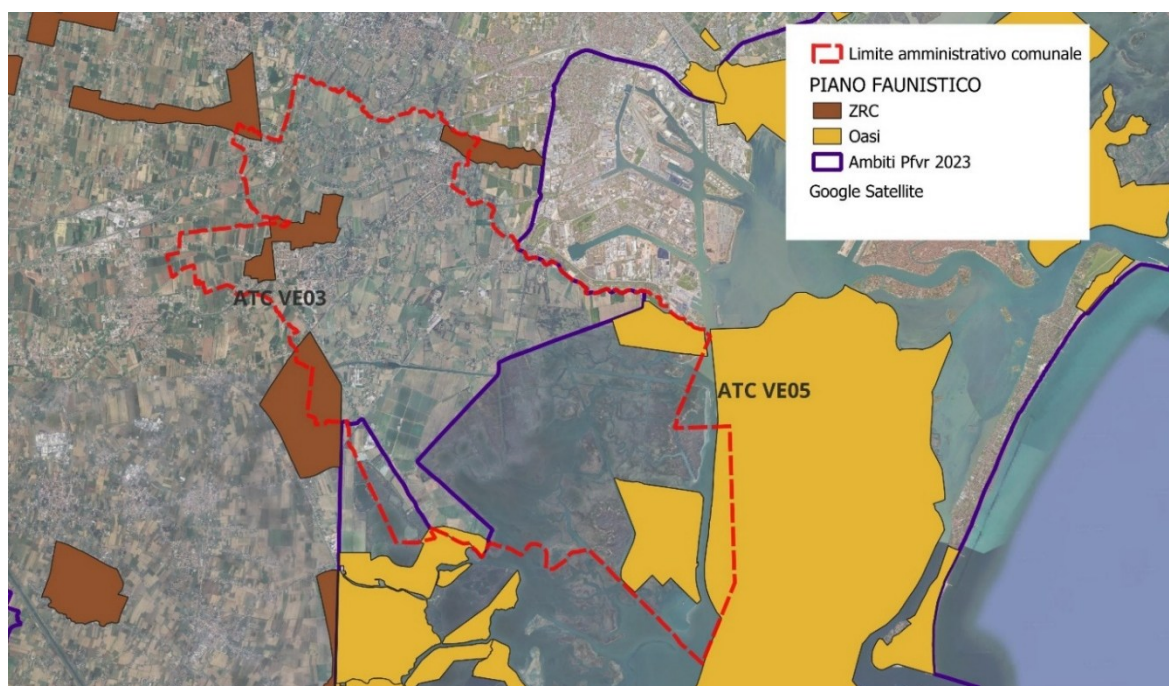 Limite amministrativo comunale
PIANO FAUNISTICO
ZRC
Oasi
Ambiti Pfvr 2023
Google Satellite
ATC VE03
ATC VE05